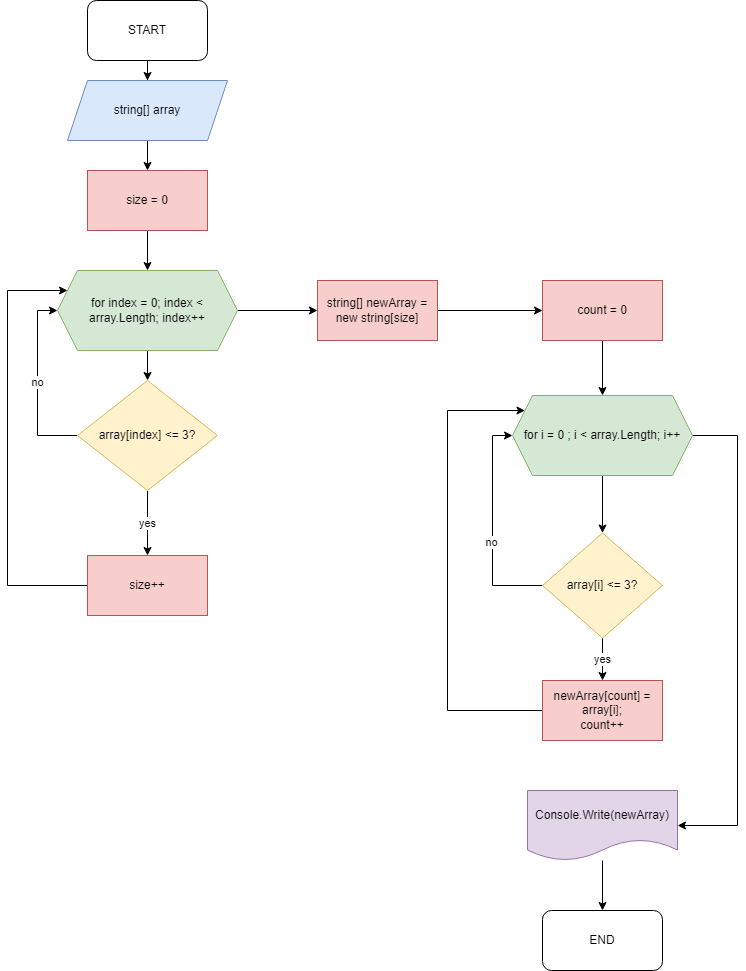 START
string[] array
size = 0
for index = 0; index <
array.Length; index++
no
array[index] <= 3?
yes
size++
string[] newArray =
new string[size]
count = 0
for i = 0 ; i < array.Length; i++
no
array[i] <= 3?
yes
newArray[count] =
array[i];
count++
Console.Write(newArray)
END